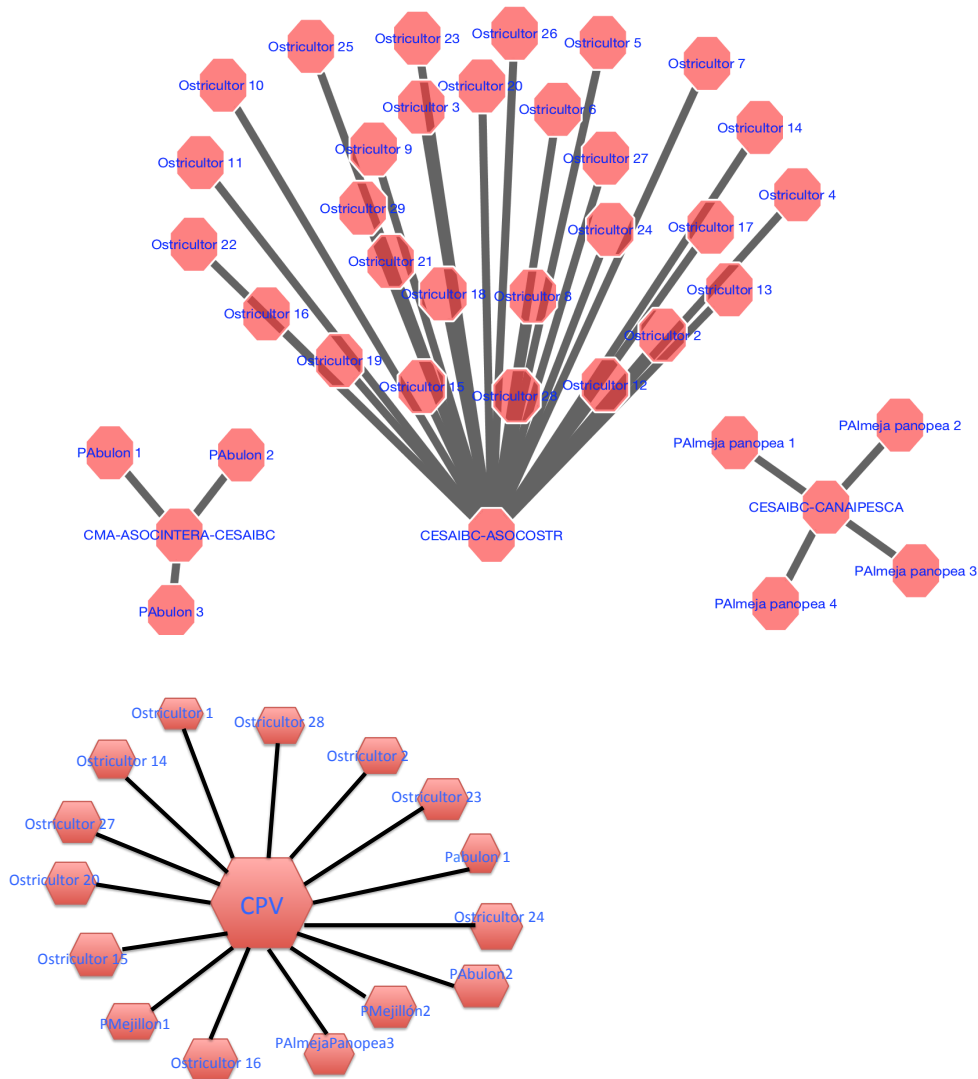 Ostricultor 26
Ostricultor 23
Ostricultor 5
Ostricultor 25
Ostricultor 7
Ostricultor 10
Ostricultor 20
Ostricultor 3
Ostricultor 6
Ostricultor 14
Ostricultor 9
Ostricultor 27
Ostricultor 11
Ostricultor 4
Ostricultor 29
Ostricultor 17
Ostricultor 24
Ostricultor 22
Ostricultor 21
Ostricultor 13
Ostricultor 18
Ostricultor 8
Ostricultor 16
Ostricultor 2
Ostricultor 19
Ostricultor 15
Ostricultor 12
Ostricultor 28
PAlmeja panopea 2
PAlmeja panopea 1
PAbulon 1
PAbulon 2
CESAIBC-CANAIPESCA
CMA-ASOCINTERA-CESAIBC
CESAIBC-ASOCOSTR
PAlmeja panopea 3
PAlmeja panopea 4
PAbulon 3
Ostricultor 1
Ostricultor 28
Ostricultor 2
Ostricultor 14
Ostricultor 23
Ostricultor 27
Pabulon 1
Ostricultor 20
CPV
Ostricultor 24
Ostricultor 15
PAbulon2
PMejillon1
PMejillón2
PAlmejaPanopea3
Ostricultor 16